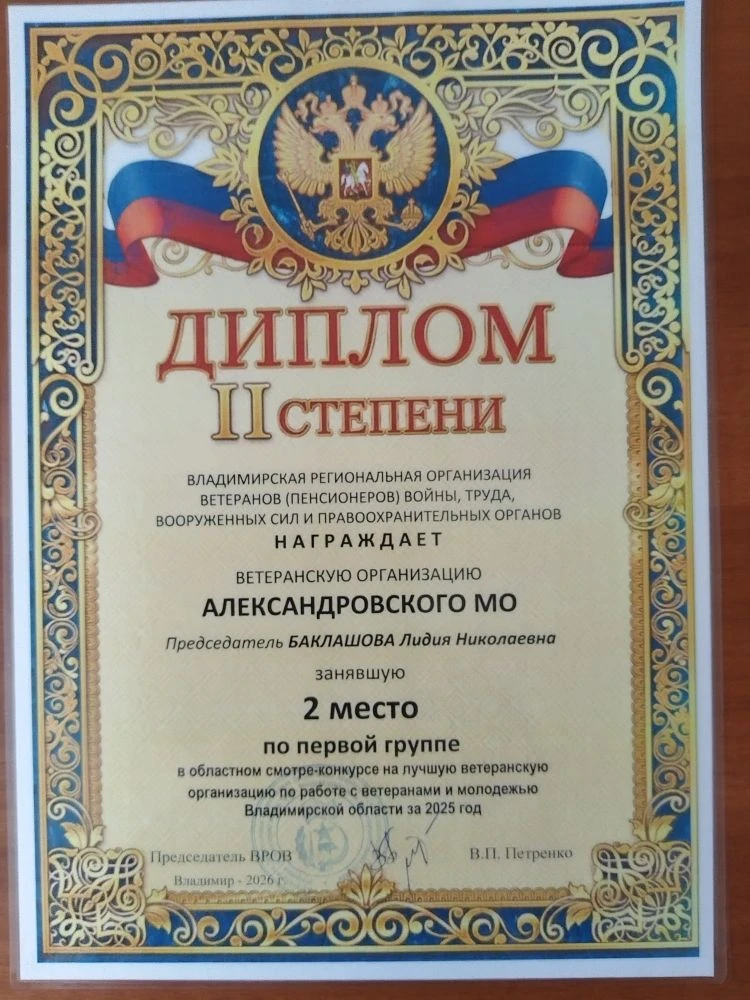 ДИПЛОМ
II СТЕПЕНИ
ВЛАДИМИРСКАЯ РЕГИОНАЛЬНАЯ ОРГАНИЗАЦИЯ
ВЕТЕРАНОВ (ПЕНСИОНЕРОВ) ВОЙНЫ, ТРУДА,
ВООРУЖЕННЫХ СИЛ И ПРАВООХРАНИТЕЛЬНЫХ ОРГАНОВ
НАГРАЖДАЕТ
ВЕТЕРАНСКУЮ ОРГАНИЗАЦИЮ
АЛЕКСАНДРОВСКОГО МО
Председатель БАКЛАШОВА Лидия Николаевна
занявшую
2 место
по первой группе
в областном смотре-конкурсе на лучшую ветеранскую
организацию по работе с ветеранами и молодежью
Владимирской области за 2025 год
Председатель ВРОВ В.П. Петренко
Владимир - 2026 г.